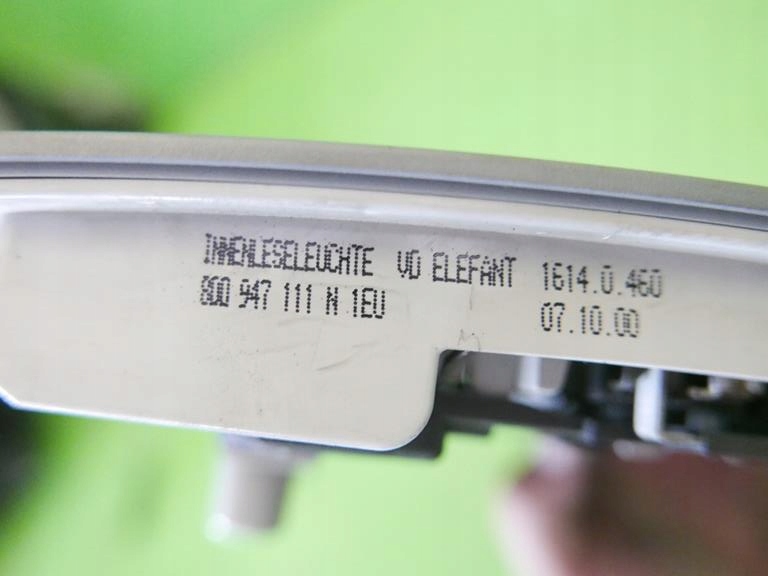 INNENLESELEUCHTE VO ELEFANT 1614.0.460
8D0 947 111 N 1EU 07.10.00